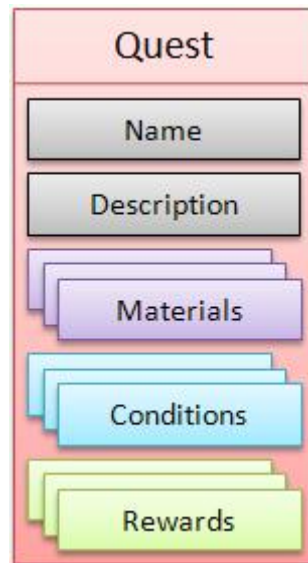 Quest
Name
Description
Materials
Conditions
Rewards